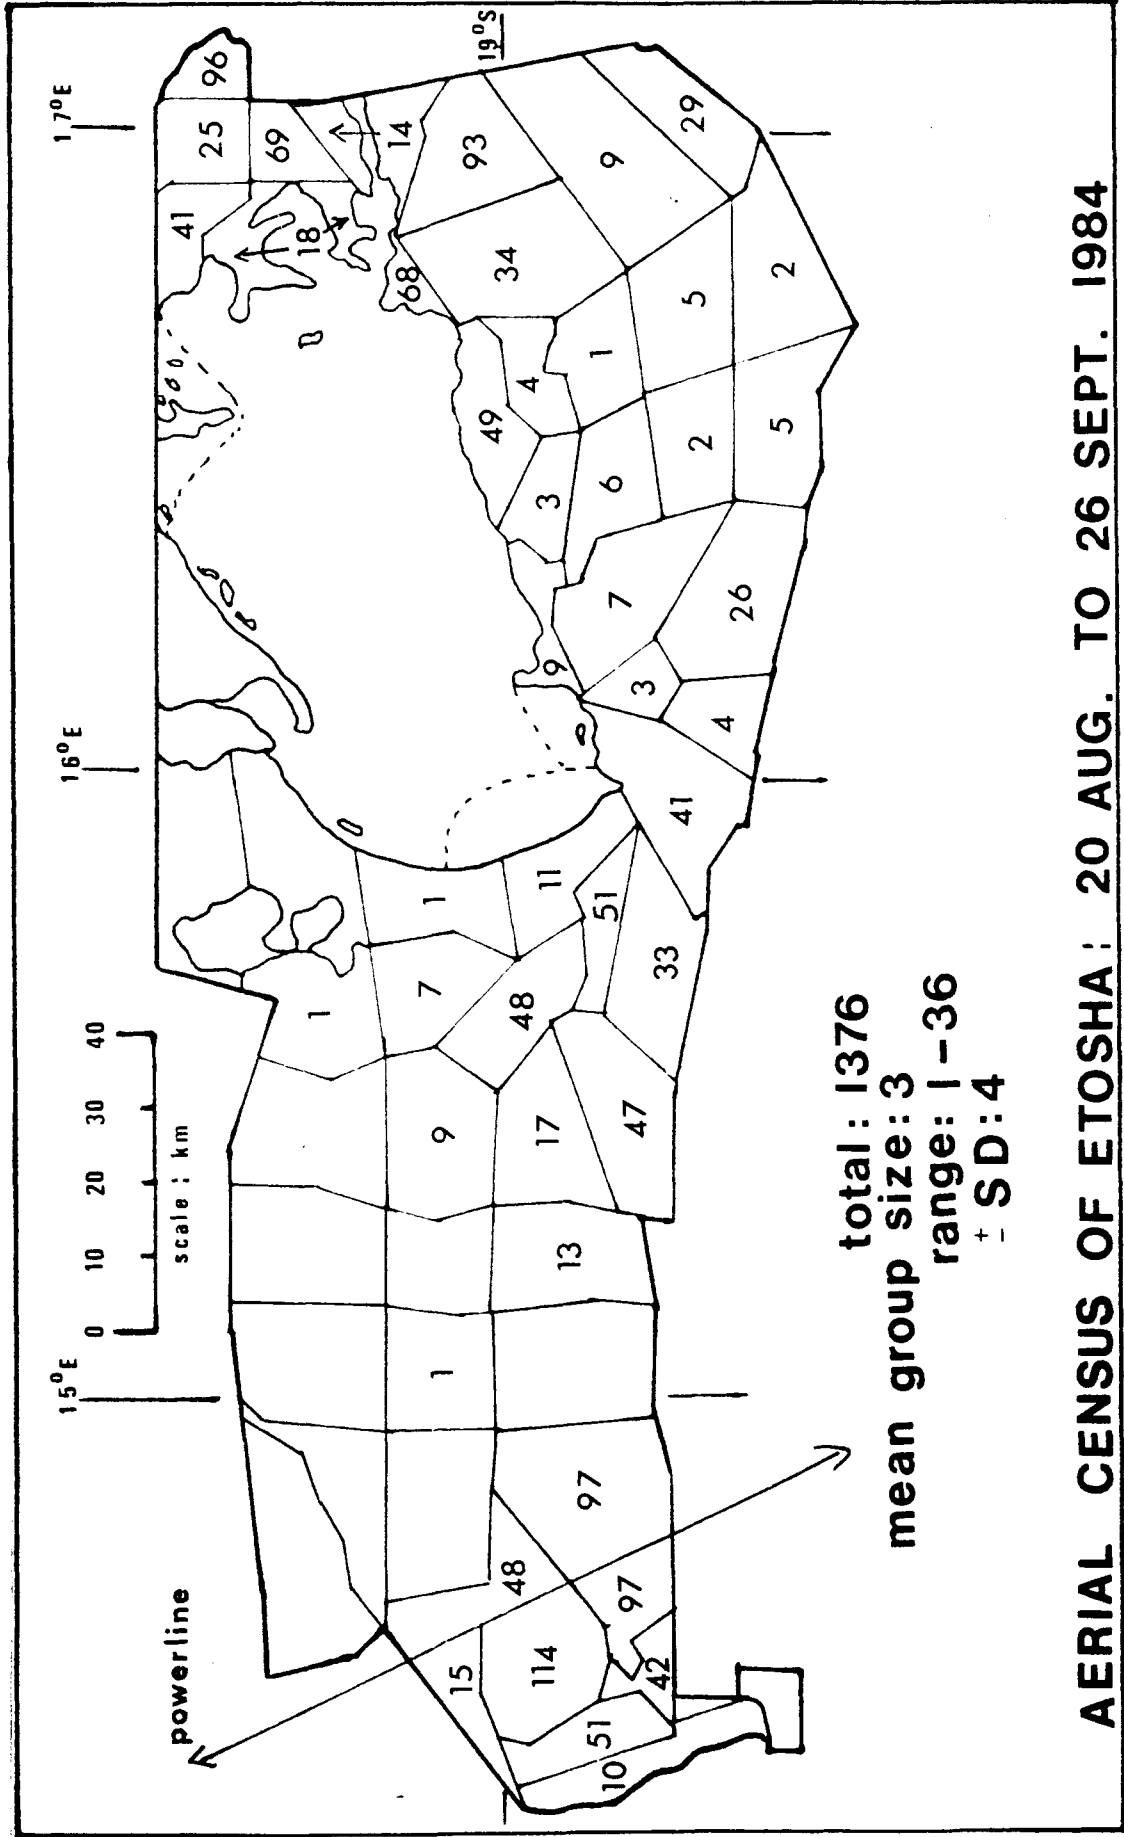 15°E 16°E 17°E
0 10 20 30 40
scale : km
powerline
41 25 96
69
1 18
14
68
7 1
1 9
15
93
19°S
49
34
48 48
4
114 17 11 9 3
13
97
51 51 1
6 9
10
7
97 47 3
42 33
41 2 5 29
4
26
5 2
total : 1376
mean group size: 3
range: 1-36
± SD: 4
AERIAL CENSUS OF ETOSHA: 20 AUG. TO 26 SEPT. 1984